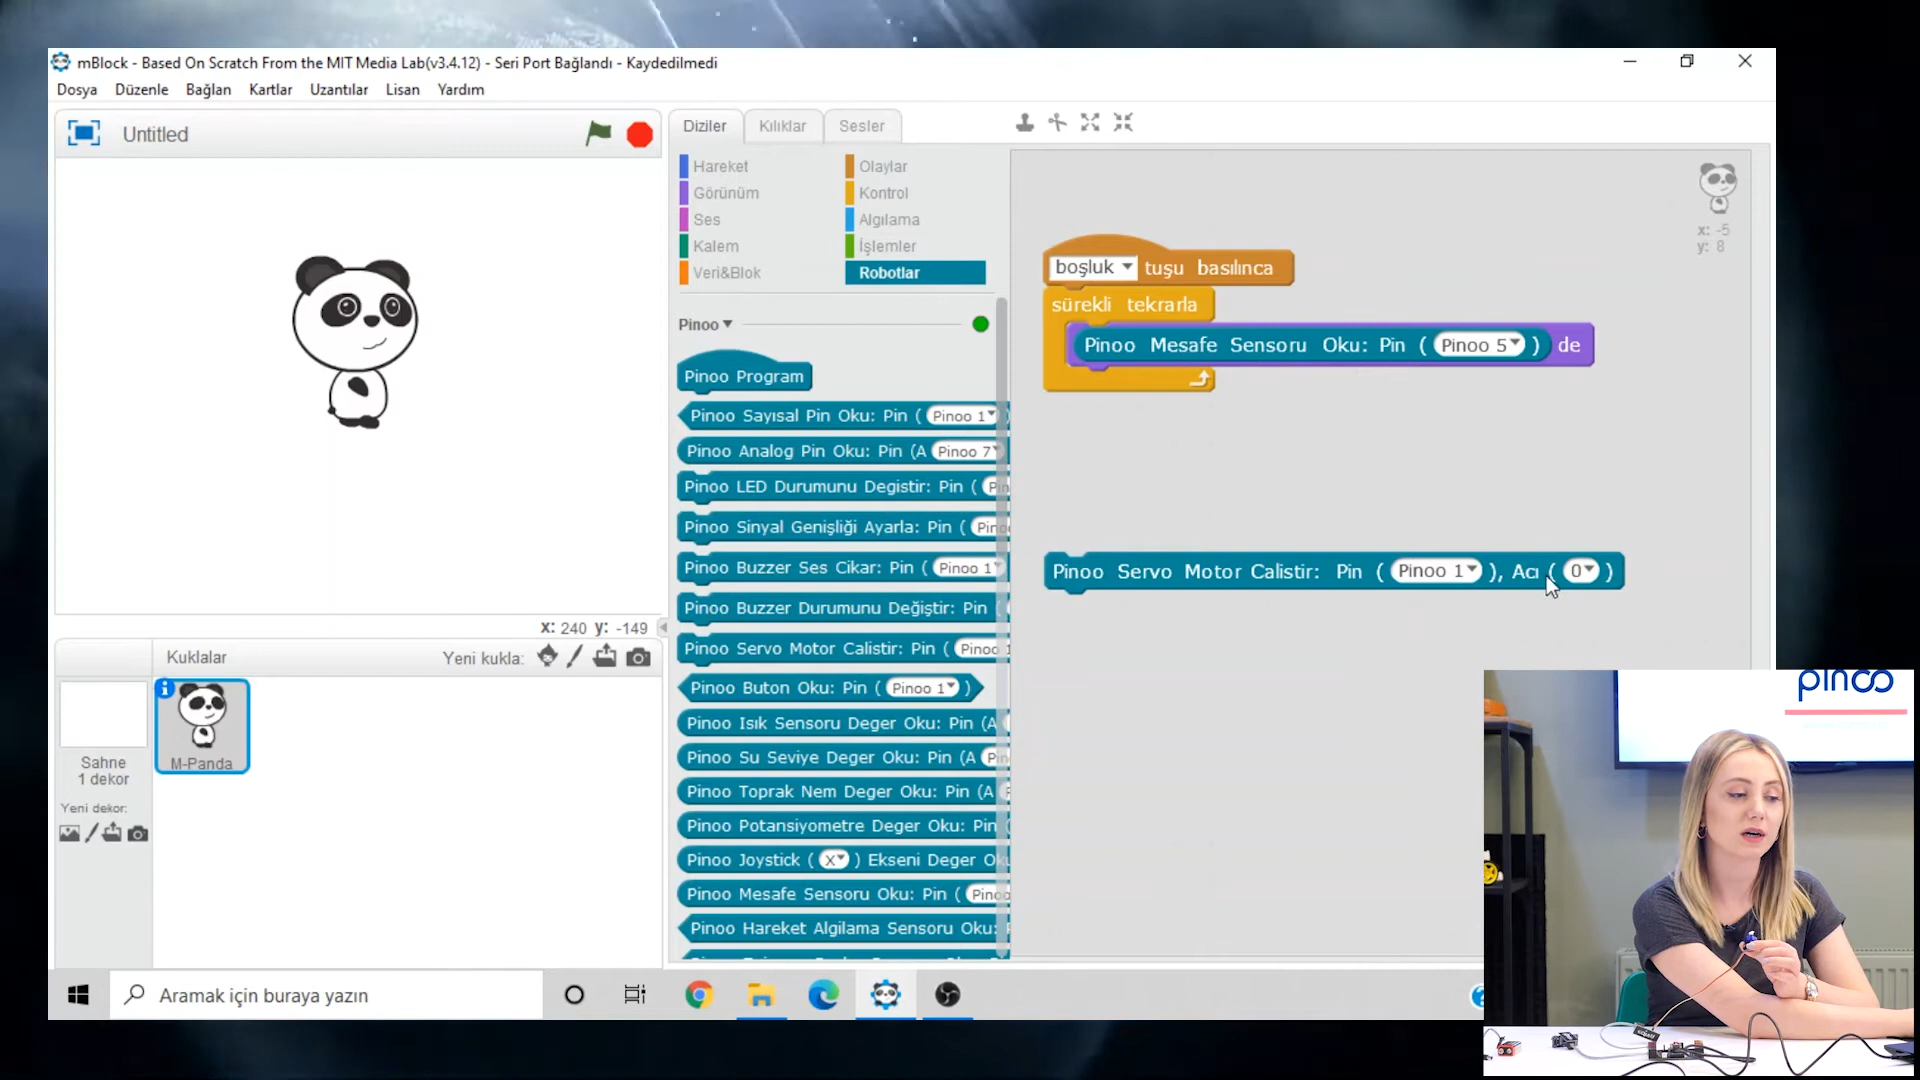 mBlock - Based On Scratch From the MIT Media Lab(v3.4.12) - Seri Port Bağlandı - Kaydedilmedi
Dosya Düzenle Bağlan Kartlar Uzantılar Lisan Yardım
Untitled
Diziler Kılıklar Sesler
Hareket Olaylar
Görünüm Kontrol
Ses Algılama
Kalem İşlemler
Veri&Blok Robotlar
Pinoo
Pinoo Program
Pinoo Sayısal Pin Oku: Pin ( Pinoo 1
Pinoo Analog Pin Oku: Pin (A Pinoo 7
Pinoo LED Durumunu Degistir: Pin (
Pinoo Sinyal Genişliği Ayarla: Pin (
Pinoo Buzzer Ses Cikar: Pin ( Pinoo 1
Pinoo Buzzer Durumunu Değiştir: Pin
Pinoo Servo Motor Calistir: Pin ( Pinoo
Pinoo Buton Oku: Pin ( Pinoo 1 )
Pinoo Isık Sensoru Deger Oku: Pin (A
Pinoo Su Seviye Deger Oku: Pin (A
Pinoo Toprak Nem Deger Oku: Pin (A
Pinoo Potansiyometre Deger Oku: Pin
Pinoo Joystick ( X ) Ekseni Deger
Pinoo Mesafe Sensoru Oku: Pin (
Pinoo Hareket Algilama Sensoru Oku:
boşluk tuşu basılınca
sürekli tekrarla
Pinoo Mesafe Sensoru Oku: Pin ( Pinoo 5 ) de
Pinoo Servo Motor Calistir: Pin ( Pinoo 1 ), Acı ( 0 )
x: -5
y: 8
x: 240 y: -149
Kuklalar Yeni kukla:
M-Panda
Sahne
1 dekor
Yeni dekor:
Aramak için buraya yazın
pinoo